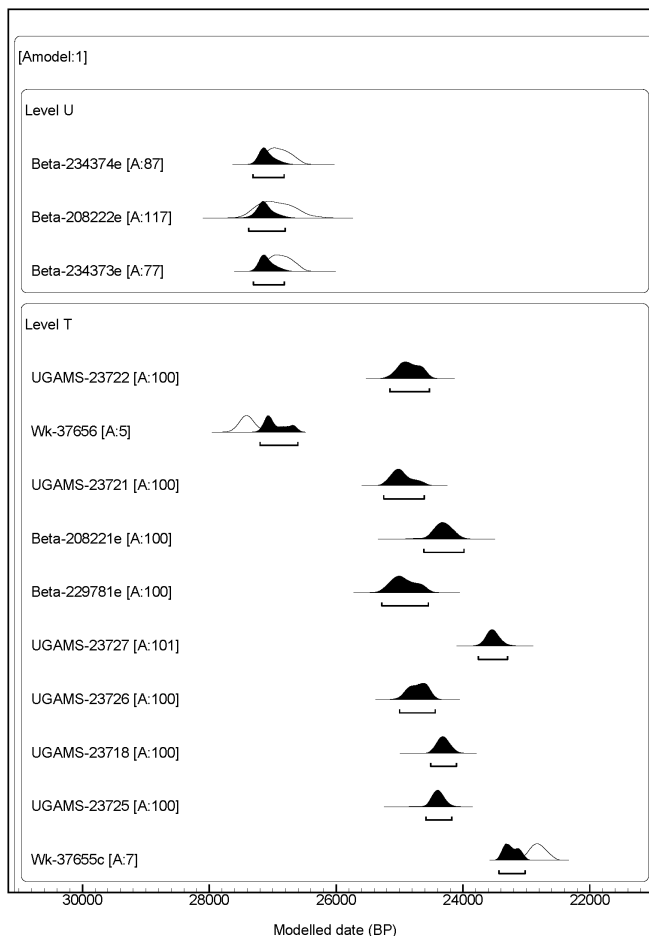 [Amodel:1]
Level U
Beta-234374e [A:87]
Beta-208222e [A:117]
Beta-234373e [A:77]
Level T
UGAMS-23722 [A:100]
Wk-37656 [A:5]
UGAMS-23721 [A:100]
Beta-208221e [A:100]
Beta-229781e [A:100]
UGAMS-23727 [A:101]
UGAMS-23726 [A:100]
UGAMS-23718 [A:100]
UGAMS-23725 [A:100]
Wk-37655c [A:7]
30000 28000 26000 24000 22000
Modelled date (BP)